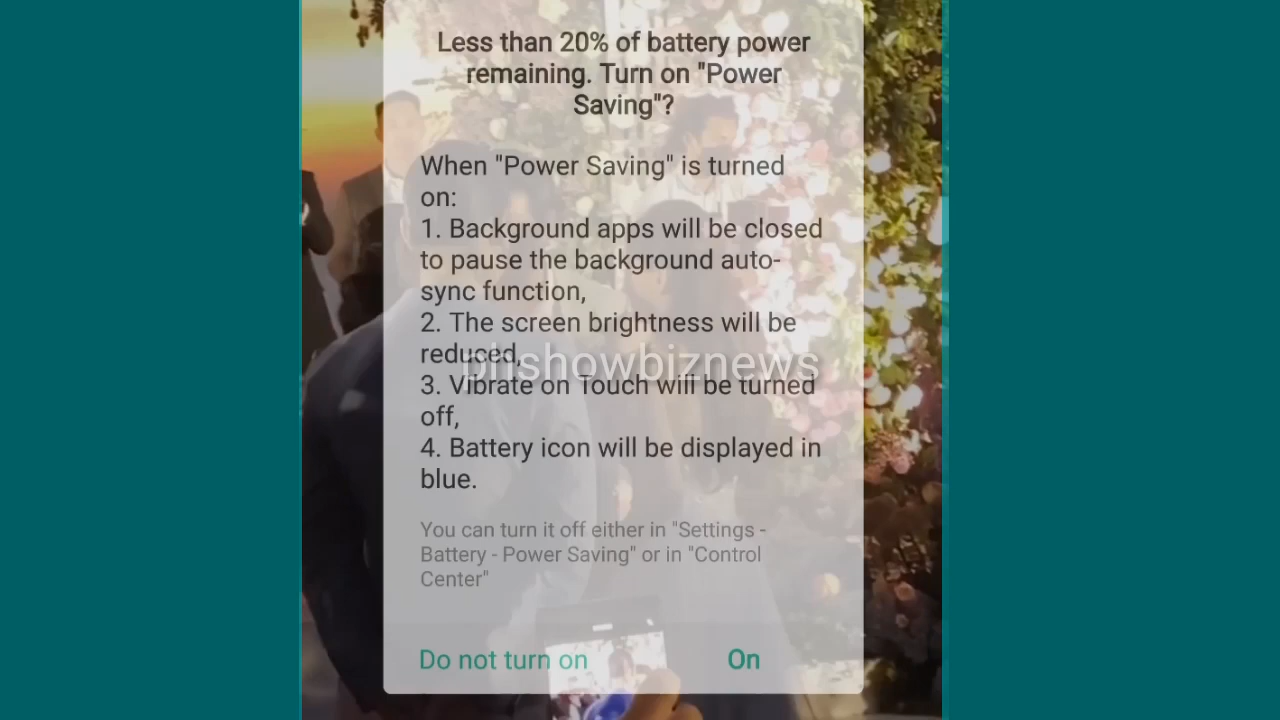 Less than 20% of battery power
remaining. Turn on "Power
Saving"?
When "Power Saving" is turned
on:
1. Background apps will be closed
to pause the background auto-
sync function,
2. The screen brightness will be
reduced,
phshowbiznews
3. Vibrate on Touch will be turned
off,
4. Battery icon will be displayed in
blue.
You can turn it off either in "Settings -
Battery - Power Saving" or in "Control
Center"
Do not turn on
On